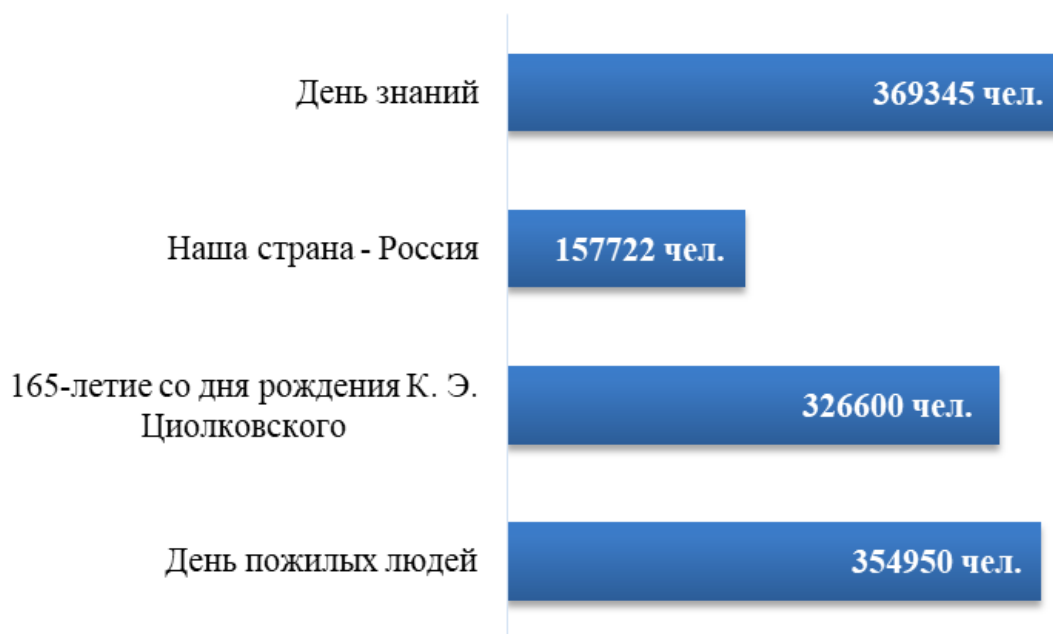 День знаний
369345 чел.
Наша страна - Россия
157722 чел.
165-летие со дня рождения К. Э.
Циолковского
326600 чел.
День пожилых людей
354950 чел.